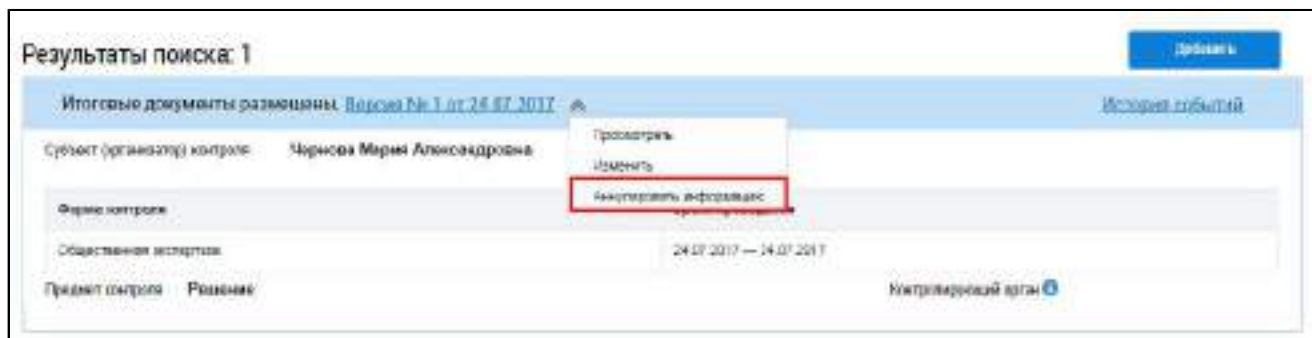 Результаты поиска: 1
Добавить
Итоговые документы размещены. Версия № 1 от 24.07.2017
История событий
Просмотреть
Субъект (организатор) контроля Чернова Мария Александровна
Изменить
Аннулировать информацию
Форма контроля
Общественная экспертиза 24.07.2017 — 24.07.2017
Предмет контроля Решение Контролирующий орган